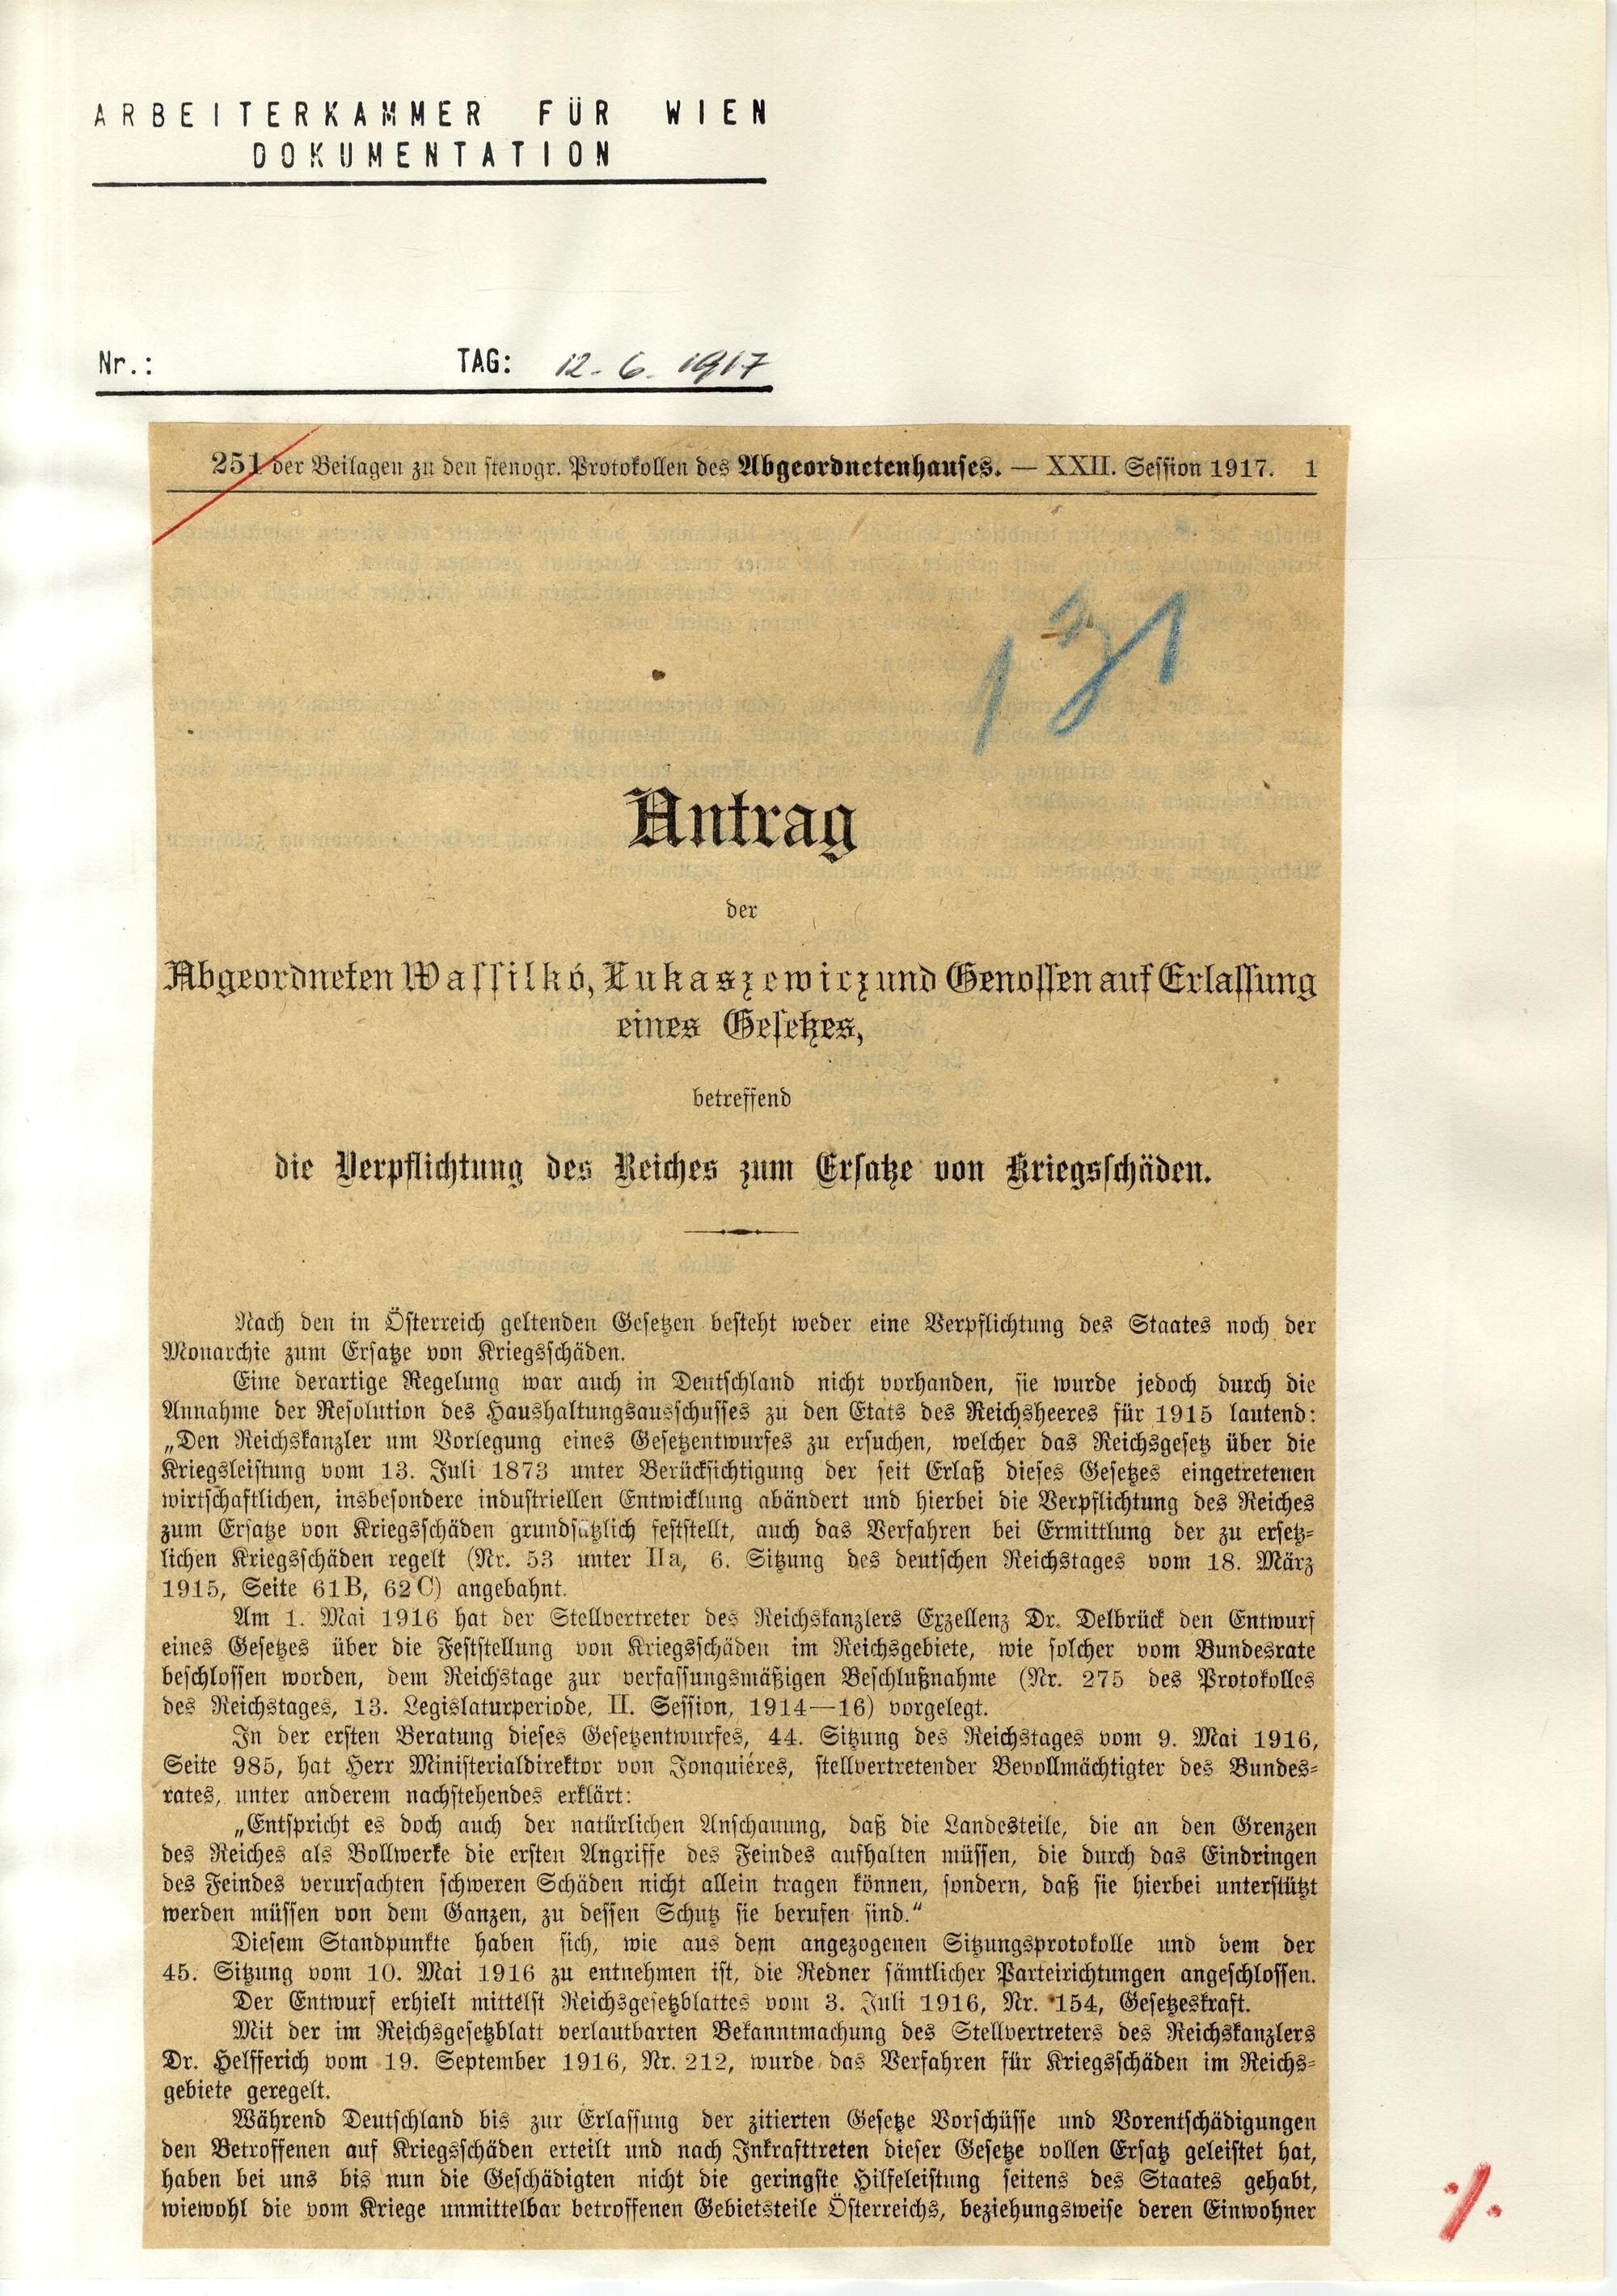 ARBEITERKAMMER FÜR WIEN
DOKUMENTATION
Nr.: TAG: 12. 6. 1917
251 der Beilagen zu den stenogr. Protokollen des Abgeordnetenhauses. — XXII. Session 1917. 1
Antrag
der
Abgeordneten Wassilkó, Lukaszewicz und Genossen auf Erlassung
eines Gesetzes,
betreffend
die Verpflichtung des Reiches zum Ersatze von Kriegsschäden.
Nach den in Österreich geltenden Gesetzen besteht weder eine Verpflichtung des Staates noch der
Monarchie zum Ersatze von Kriegsschäden.
Eine derartige Regelung war auch in Deutschland nicht vorhanden, sie wurde jedoch durch die
Annahme der Resolution des Haushaltungsausschusses zu den Etats des Reichsheeres für 1915 lautend:
„Den Reichskanzler um Vorlegung eines Gesetzentwurfes zu ersuchen, welcher das Reichsgesetz über die
Kriegsleistung vom 13. Juli 1873 unter Berücksichtigung der seit Erlaß dieses Gesetzes eingetretenen
wirtschaftlichen, insbesondere industriellen Entwicklung abändert und hierbei die Verpflichtung des Reiches
zum Ersatze von Kriegsschäden grundsätzlich feststellt, auch das Verfahren bei Ermittlung der zu ersetz-
lichen Kriegsschäden regelt (Nr. 53 unter IIa, 6. Sitzung des deutschen Reichstages vom 18. März
1915, Seite 61B, 62C) angebahnt.
Am 1. Mai 1916 hat der Stellvertreter des Reichskanzlers Exzellenz Dr. Delbrück den Entwurf
eines Gesetzes über die Feststellung von Kriegsschäden im Reichsgebiete, wie solcher vom Bundesrate
beschlossen worden, dem Reichstage zur verfassungsmäßigen Beschlußnahme (Nr. 275 des Protokolles
des Reichstages, 13. Legislaturperiode, II. Session, 1914—16) vorgelegt.
In der ersten Beratung dieses Gesetzentwurfes, 44. Sitzung des Reichstages vom 9. Mai 1916,
Seite 985, hat Herr Ministerialdirektor von Jonquiéres, stellvertretender Bevollmächtigter des Bundes-
rates, unter anderem nachstehendes erklärt:
„Entspricht es doch auch der natürlichen Anschauung, daß die Landesteile, die an den Grenzen
des Reiches als Bollwerke die ersten Angriffe des Feindes aufhalten müssen, die durch das Eindringen
des Feindes verursachten schweren Schäden nicht allein tragen können, sondern, daß sie hierbei unterstützt
werden müssen von dem Ganzen, zu dessen Schutz sie berufen sind.“
Diesem Standpunkte haben sich, wie aus dem angezogenen Sitzungsprotokolle und dem der
45. Sitzung vom 10. Mai 1916 zu entnehmen ist, die Redner sämtlicher Parteirichtungen angeschlossen.
Der Entwurf erhielt mittelst Reichsgesetzblattes vom 3. Juli 1916, Nr. 154, Gesetzeskraft.
Mit der im Reichsgesetzblatt verlautbarten Bekanntmachung des Stellvertreters des Reichskanzlers
Dr. Helfferich vom 19. September 1916, Nr. 212, wurde das Verfahren für Kriegsschäden im Reichs-
gebiete geregelt.
Während Deutschland bis zur Erlassung der zitierten Gesetze Vorschüsse und Vorentschädigungen
den Betroffenen auf Kriegsschäden erteilt und nach Inkrafttreten dieser Gesetze vollen Ersatz geleistet hat,
haben bei uns bis nun die Geschädigten nicht die geringste Hilfeleistung seitens des Staates gehabt,
wiewohl die vom Kriege unmittelbar betroffenen Gebietsteile Österreichs, beziehungsweise deren Einwohner